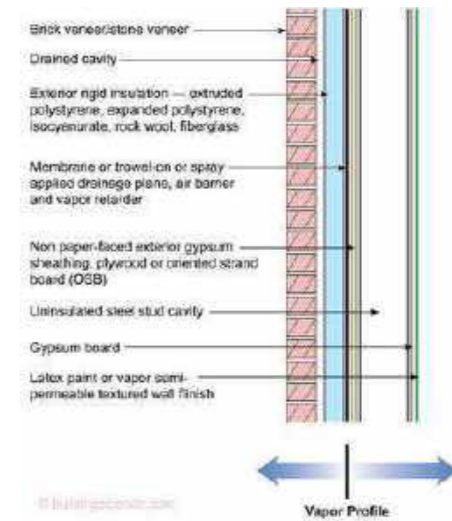 Brick veneer/stone veneer
Drained cavity
Exterior rigid insulation — extruded
polystyrene, expanded polystyrene,
isocyanurate, rock wool, fiberglass
Membrane or trowel-on or spray
applied drainage plane, air barrier
and vapor retarder
Non paper-faced exterior gypsum
sheathing, plywood or oriented strand
board (OSB)
Uninsulated steel stud cavity
Gypsum board
Latex paint or vapor semi-
permeable textured wall finish
Vapor Profile